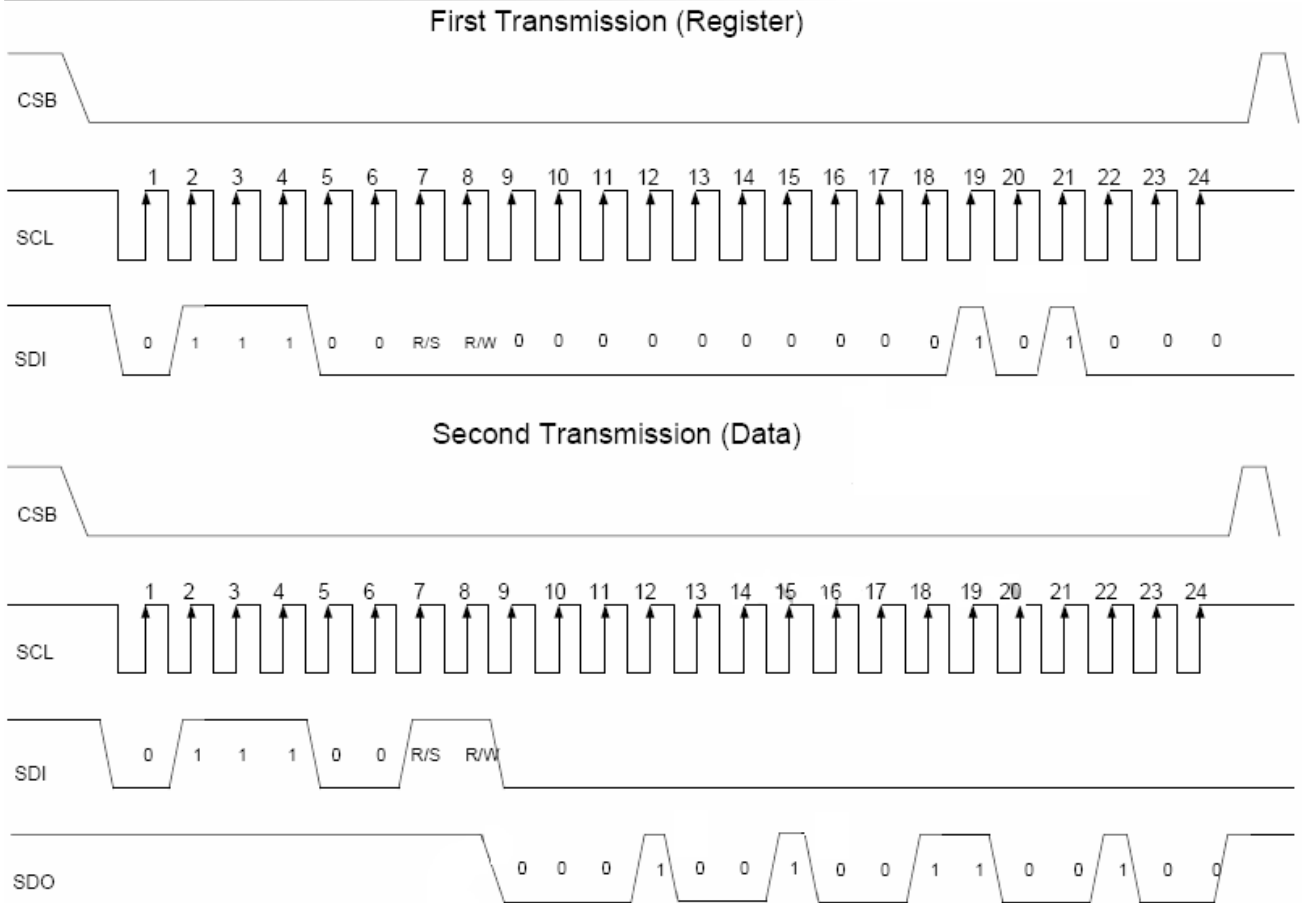 First Transmission (Register)
CSB
1 2 3 4 5 6 7 8 9 10 11 12 13 14 15 16 17 18 19 20 21 22 23 24
SCL
0 1 1 1 0 0 R/S R/W 0 0 0 0 0 0 0 0 0 0 1 0 1 0 0 0
SDI
Second Transmission (Data)
CSB
1 2 3 4 5 6 7 8 9 10 11 12 13 14 15 16 17 18 19 20 21 22 23 24
SCL
0 1 1 1 0 0 R/S R/W
SDI
0 0 0 1 0 0 1 0 0 1 1 0 0 1 0 0
SDO